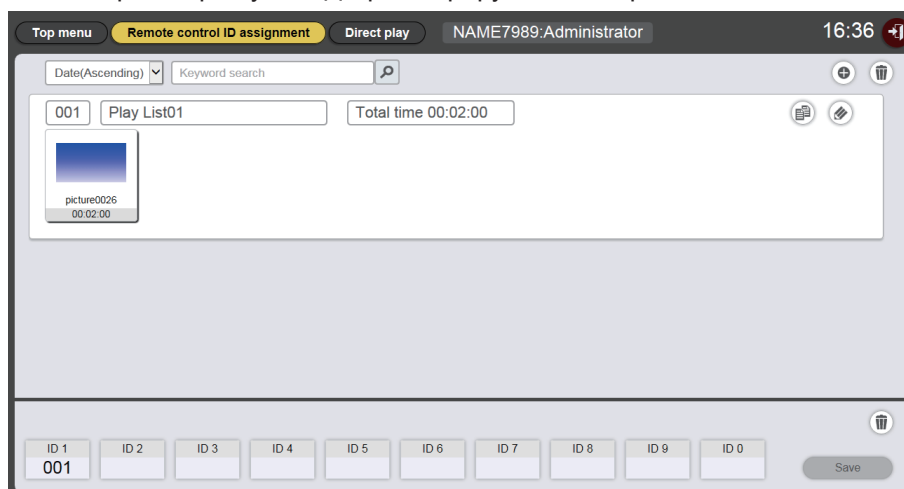 Top menu Remote control ID assignment Direct play NAME7989:Administrator 16:36
Date(Ascending) Keyword search
001 Play List01 Total time 00:02:00
picture0026
00:02:00
ID 1 ID 2 ID 3 ID 4 ID 5 ID 6 ID 7 ID 8 ID 9 ID 0
001 Save